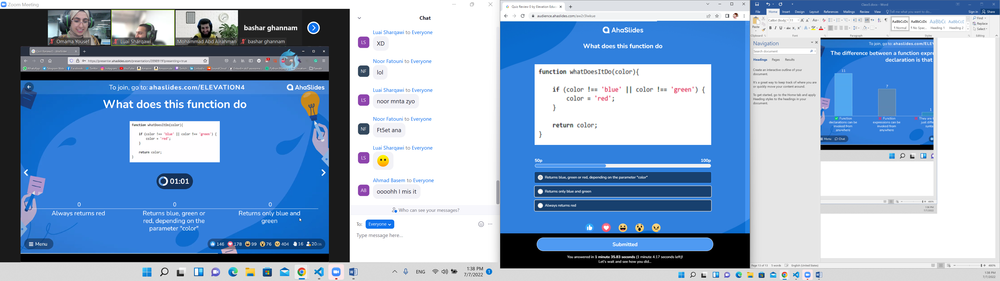 Zoom Meeting
Omama Yousef
Luai Sharqawi
Mohammad Abd Alrahman
bashar ghannam
bashar ghannam
Quiz Review 0 - AhaSlides
https://presenter.ahaslides.com/presentation/2898919?presenting=true
WhatsApp Telegram Web Facebook Twitter Instagram YouTube Amazon Amazon.de Twitch LinkedIn SoundCloud linkedin skill assessme... Python Mastery Elevation Rawabi
To join, go to: ahaslides.com/ELEVATION4
AhaSlides
What does this function do
function whatDoesItDo(color){
if (color !== 'blue' || color !== 'green') {
color = 'red';
}
return color;
}
01:01
0
Always returns red
0
Returns blue, green or
red, depending on the
parameter "color"
0
Returns only blue and
green
Menu
146 178 99 76 404 16 20/25
Chat
Luai Sharqawi to Everyone
LS
XD
Noor Fatouni to Everyone
NF
lol
Luai Sharqawi to Everyone
LS
noor mnta zyo
Noor Fatouni to Everyone
NF
Ft5et ana
Luai Sharqawi to Everyone
LS
Ahmad Basem to Everyone
AB
oooohh I mis it
Who can see your messages?
To: Everyone
Type message here...
ENG
1:38 PM
7/7/2022
1
Quiz Review 0 by Elevation Educa
audience.ahaslides.com/aw2r3lwkue
AhaSlides
What does this function do
function whatDoesItDo(color){
if (color !== 'blue' || color !== 'green') {
color = 'red';
}
return color;
}
50p 100p
Returns blue, green or red, depending on the parameter "color"
Returns only blue and green
Always returns red
Submitted
You answered in 1 minute 35.83 seconds (1 minute 4.17 seconds left)!
Let's wait and see how you did...
Class5.docx - Word
File Home Insert Design Layout References Mailings Review View Tell me what you want to do... Sign in Share
Paste
Calibri (Body) 11
AaBbCcDc AaBbCcDc AaBbCc AaBbCcE
¶ Normal ¶ No Spac... Heading 1 Heading 2
Find
Replace
Select
Clipboard Font Paragraph Styles Editing
Navigation
Search document
Headings Pages Results
Create an interactive outline of your
document.
It's a great way to keep track of where you are
or quickly move your content around.
To get started, go to the Home tab and apply
Heading styles to the headings in your
document.
To join, go to: ahaslides.com/ELEV
The difference between a function expre
declaration is that
11
7
1
Function
declarations can be
invoked from
anywhere
Function
expressions can be
invoked from
anywhere
They are t
just diffe
synta
Menu Chat
480%
1:36 PM
7/7/2022
Page 13 of 13 5 words English (United States)
480%
1:38 PM
7/7/2022